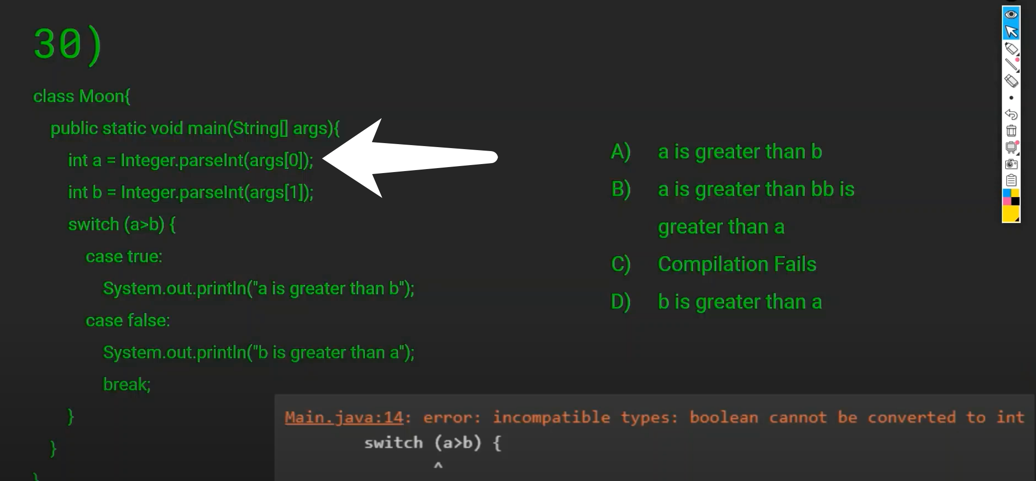 30)
class Moon{
public static void main(String[] args){
int a = Integer.parseInt(args[0]);
int b = Integer.parseInt(args[1]);
switch (a>b) {
case true:
System.out.println("a is greater than b");
case false:
System.out.println("b is greater than a");
break;
}
}
}
A) a is greater than b
B) a is greater than bb is
greater than a
C) Compilation Fails
D) b is greater than a
Main.java:14: error: incompatible types: boolean cannot be converted to int
switch (a>b) {
^